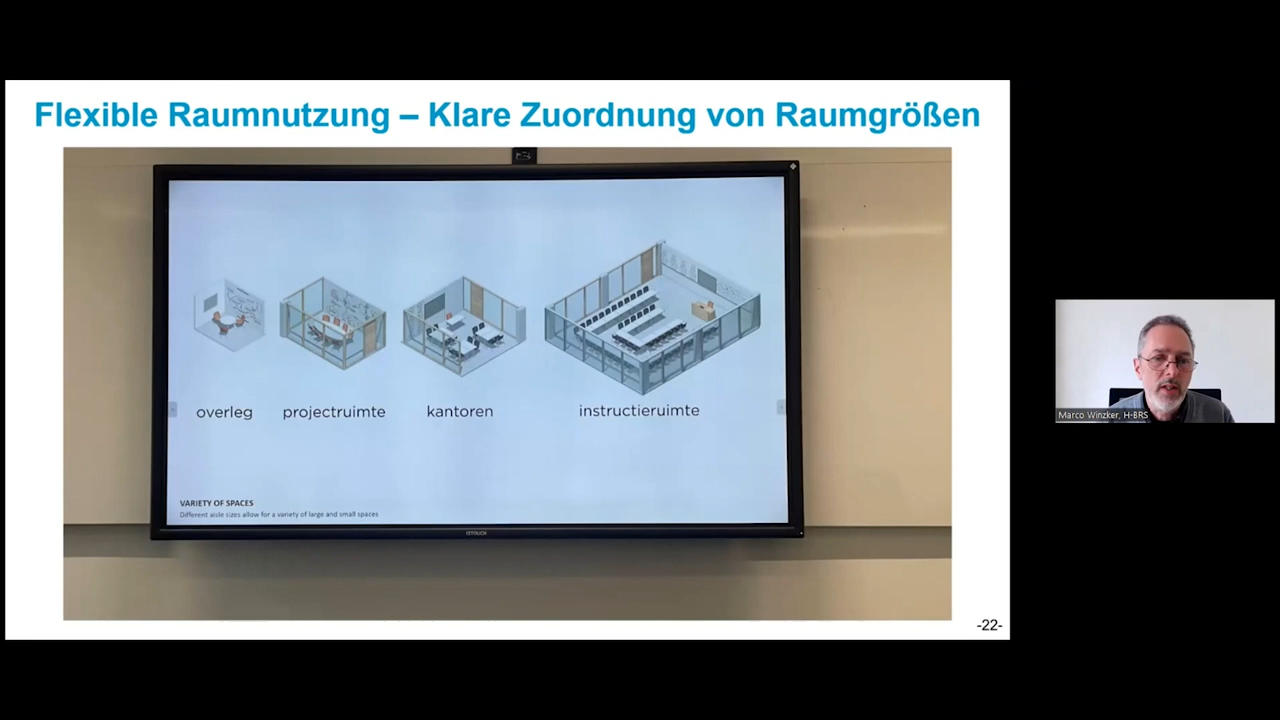 Flexible Raumnutzung – Klare Zuordnung von Raumgrößen
overleg
projectruimte
kantoren
instructieruimte
VARIETY OF SPACES
Different aisle sizes allow for a variety of large and small spaces
CTOUCH
-22-
Marco Winzker, H-BRS